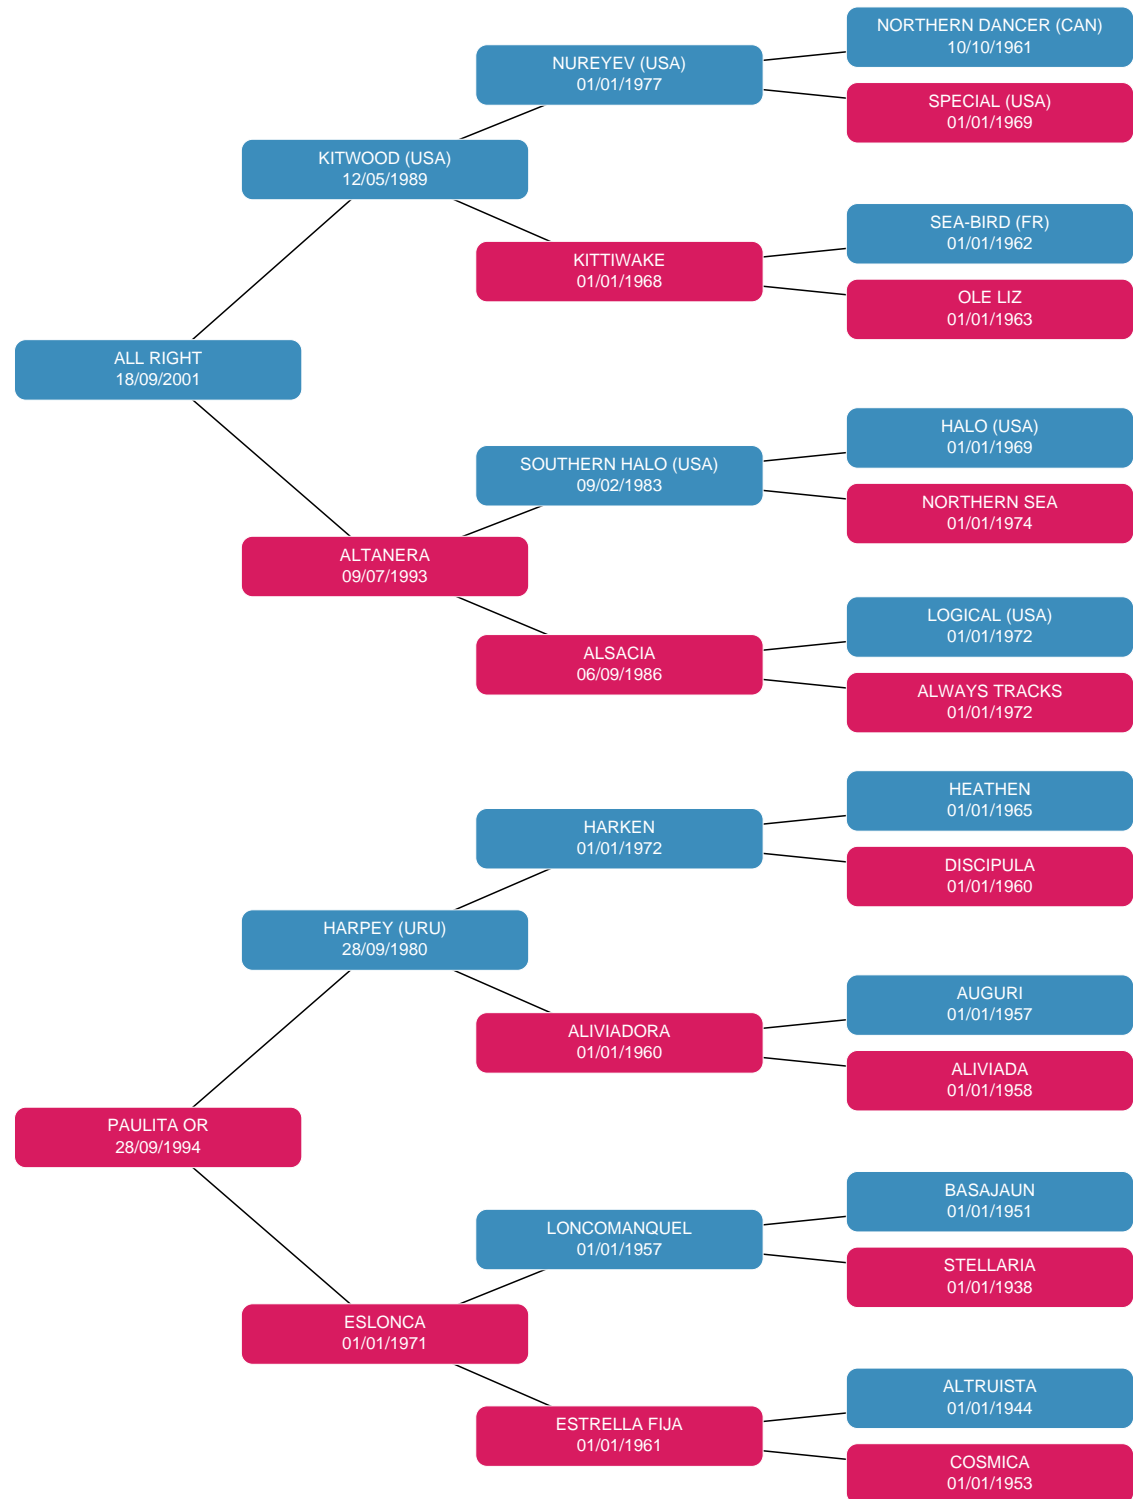 NORTHERN DANCER (CAN)
10/10/1961
NUREYEV (USA)
01/01/1977
SPECIAL (USA)
01/01/1969
KITWOOD (USA)
12/05/1989
SEA-BIRD (FR)
01/01/1962
KITTIWAKE
01/01/1968
OLE LIZ
01/01/1963
ALL RIGHT
18/09/2001
HALO (USA)
01/01/1969
SOUTHERN HALO (USA)
09/02/1983
NORTHERN SEA
01/01/1974
ALTANERA
09/07/1993
LOGICAL (USA)
01/01/1972
ALSACIA
06/09/1986
ALWAYS TRACKS
01/01/1972
HEATHEN
01/01/1965
HARKEN
01/01/1972
DISCIPULA
01/01/1960
HARPEY (URU)
28/09/1980
AUGURI
01/01/1957
ALIVIADORA
01/01/1960
ALIVIADA
01/01/1958
PAULITA OR
28/09/1994
BASAJAUN
01/01/1951
LONCOMANQUEL
01/01/1957
STELLARIA
01/01/1938
ESLONCA
01/01/1971
ALTRUISTA
01/01/1944
ESTRELLA FIJA
01/01/1961
COSMICA
01/01/1953